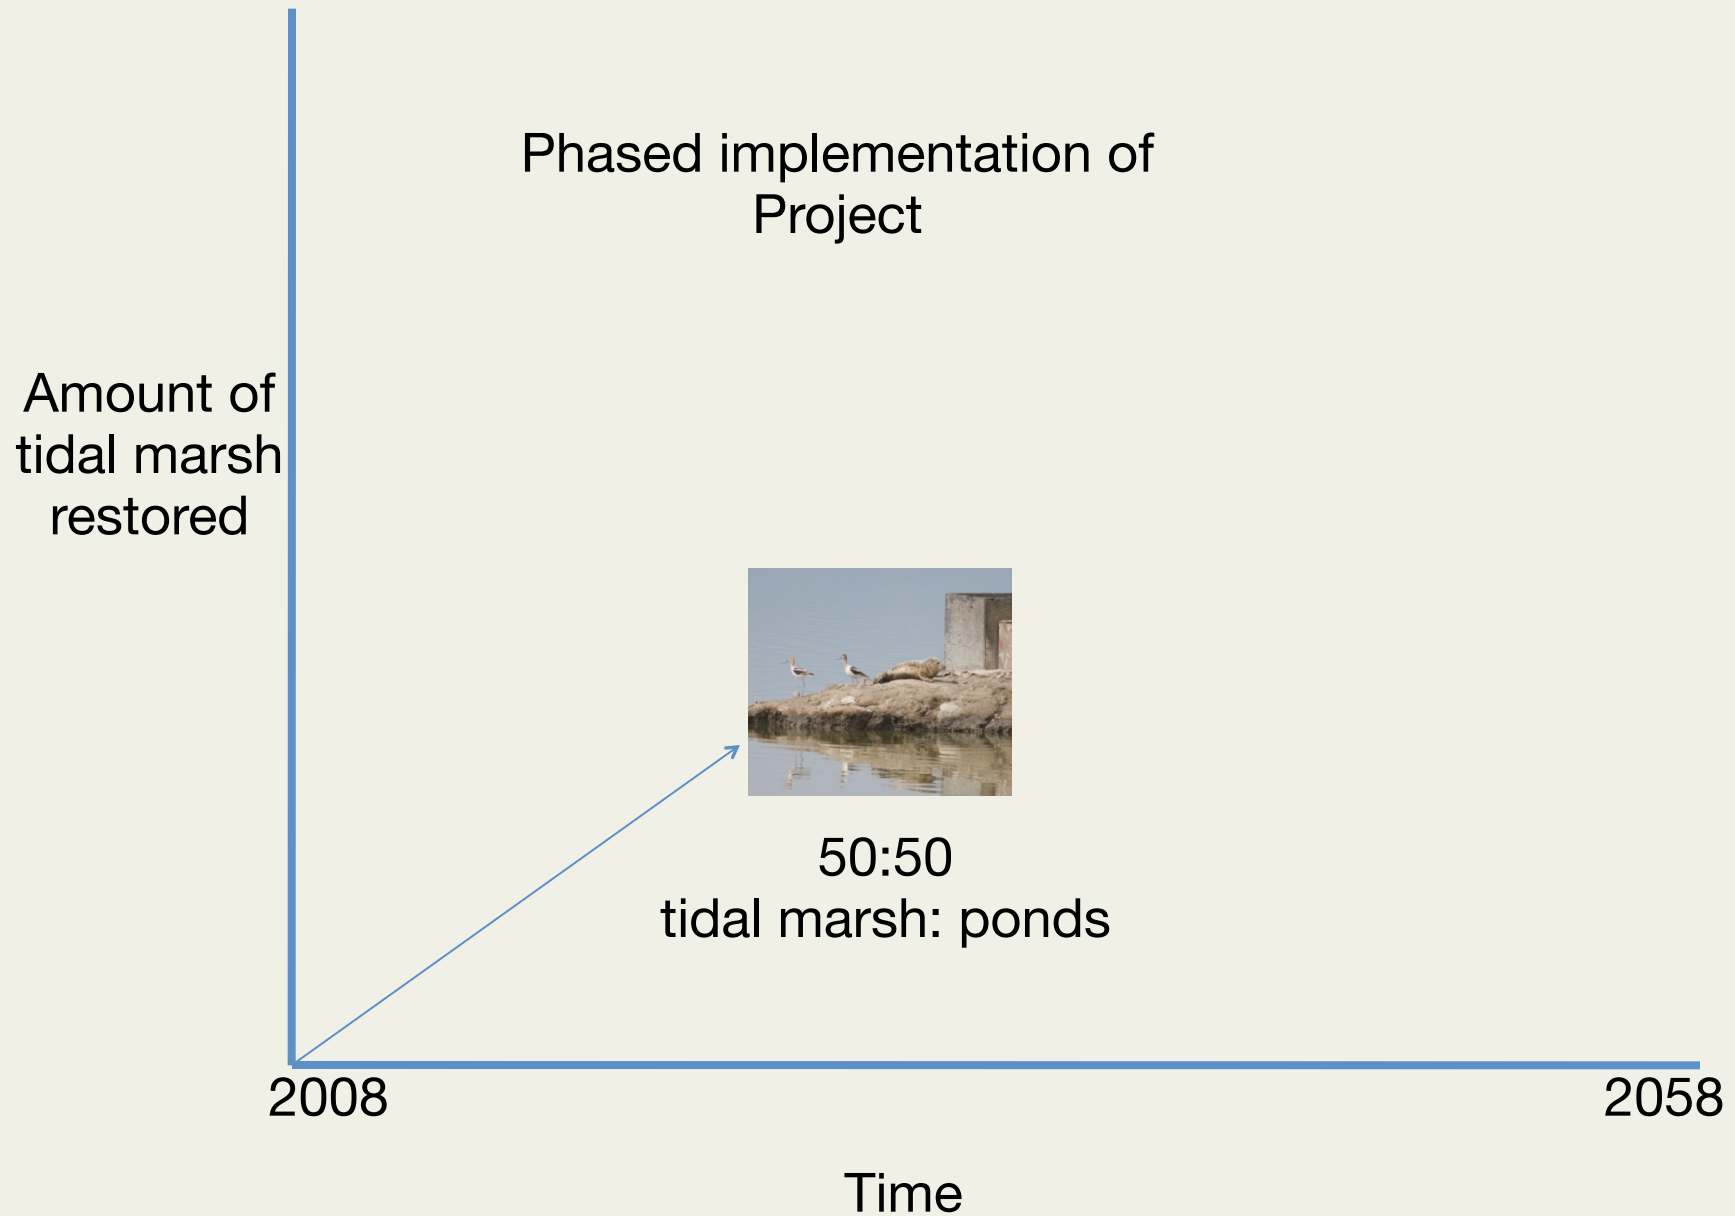 Phased implementation of
Project
Amount of
tidal marsh
restored
50:50
tidal marsh: ponds
2008
2058
Time